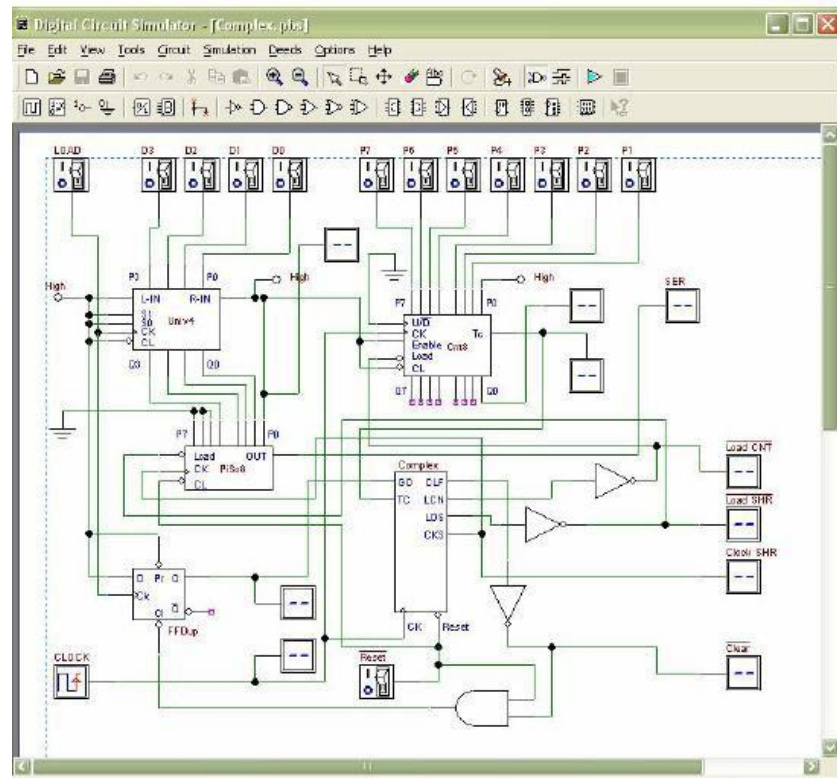 Digital Circuit Simulator - [Complex.pbs]
File Edit View Tools Circuit Simulation Deeds Options Help
LOAD D3 D2 D1 D0 P7 P6 P5 P4 P3 P2 P1
High
P3 P0
High
L-IN R-IN
S1
S0
CK
CL
Univ4
Q3 Q0
P7 P0
High
U/D
CK
Enable
Load
CL
Tc
Cnt8
Q7 Q0
SER
P7 P0
Load OUT
CK
CL
PiSo8
Complex
GO CLF
TC LCN
LDS
CKS
CK Reset
Load CNT
Load SHR
Clock SHR
Clear
D Pr Q
Ck
Cl Q
FFDup
CLOCK
Reset